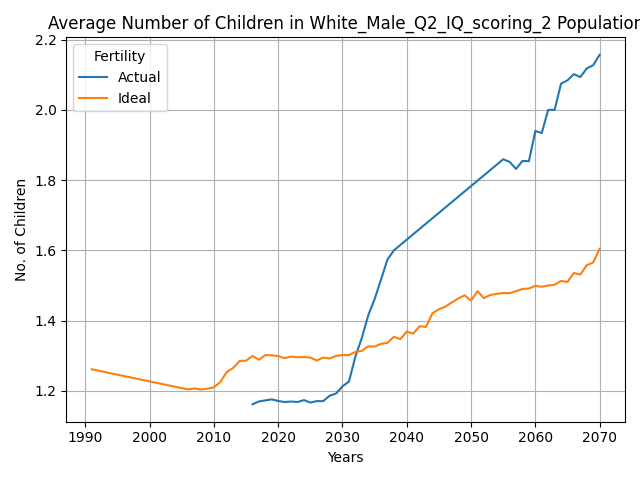 Average Number of Children in White_Male_Q2_IQ_scoring_2 Population
Fertility
Actual
Ideal
2.2
2.0
1.8
1.6
1.4
1.2
No. of Children
1990 2000 2010 2020 2030 2040 2050 2060 2070
Years